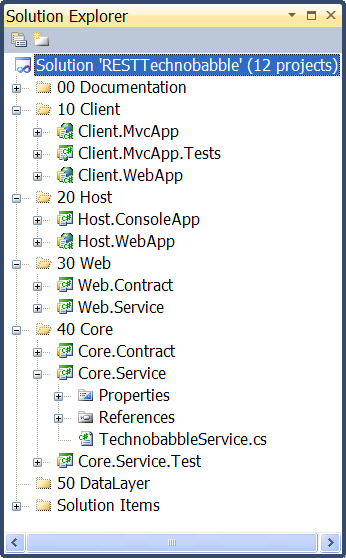 Solution Explorer
Solution 'RESTTechnobabble' (12 projects)
00 Documentation
10 Client
Client.MvcApp
Client.MvcApp.Tests
Client.WebApp
20 Host
Host.ConsoleApp
Host.WebApp
30 Web
Web.Contract
Web.Service
40 Core
Core.Contract
Core.Service
Properties
References
TechnobabbleService.cs
Core.Service.Test
50 DataLayer
Solution Items